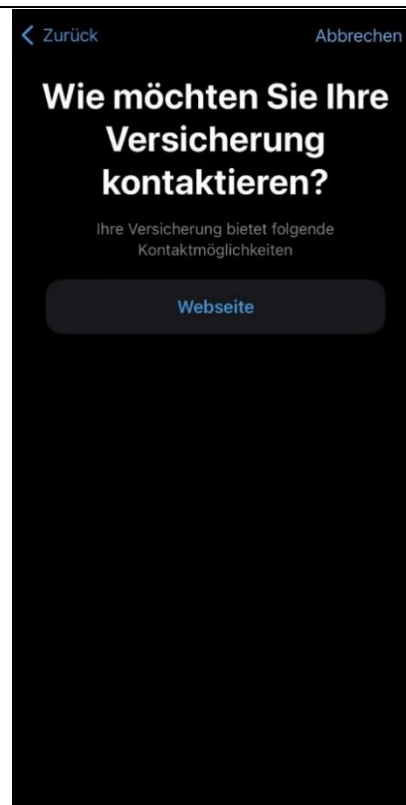 Zurück
Abbrechen
Wie möchten Sie Ihre
Versicherung
kontaktieren?
Ihre Versicherung bietet folgende
Kontaktmöglichkeiten
Webseite